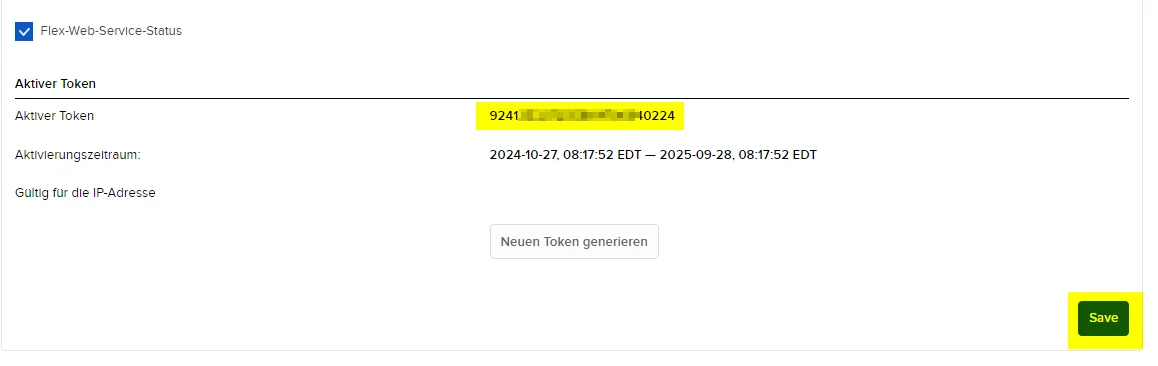 Flex-Web-Service-Status
Aktiver Token
Aktiver Token 9241 40224
Aktivierungszeitraum: 2024-10-27, 08:17:52 EDT — 2025-09-28, 08:17:52 EDT
Gültig für die IP-Adresse
Neuen Token generieren
Save